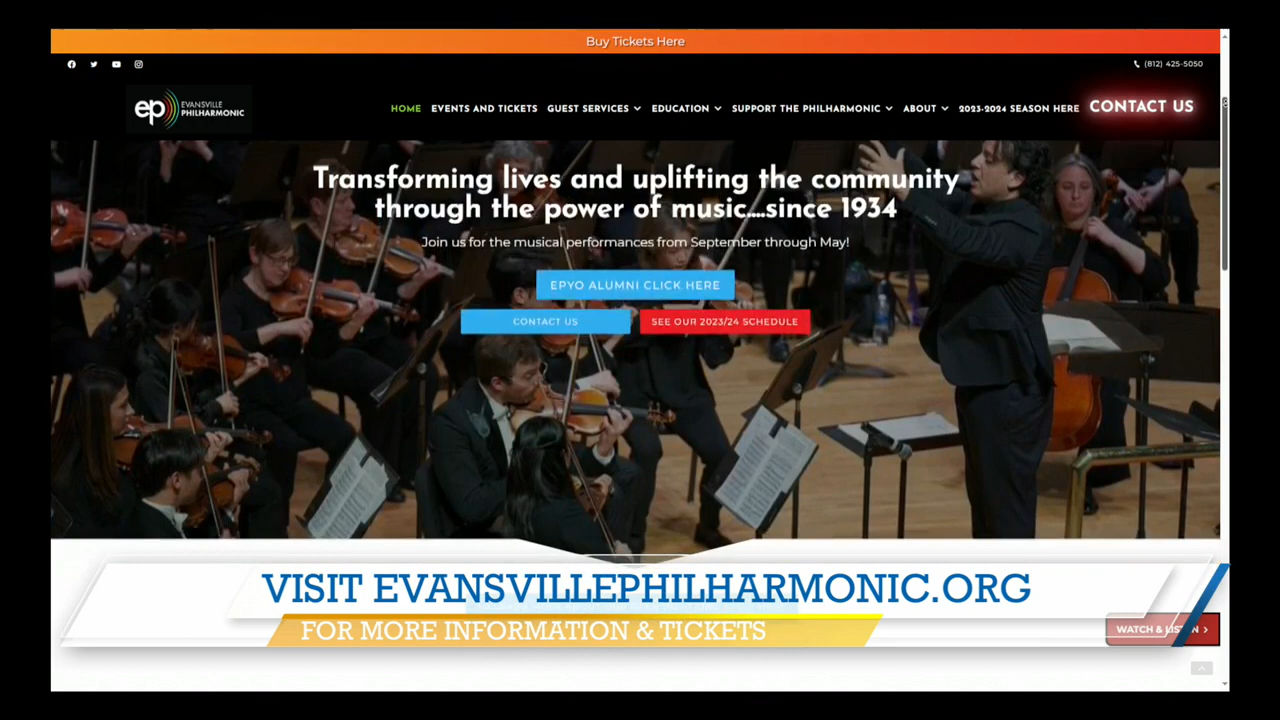 Buy Tickets Here
(812) 425-5050
ep EVANSVILLE
PHILHARMONIC
HOME EVENTS AND TICKETS GUEST SERVICES EDUCATION SUPPORT THE PHILHARMONIC ABOUT 2023-2024 SEASON HERE CONTACT US
Transforming lives and uplifting the community
through the power of music....since 1934
Join us for the musical performances from September through May!
EPYO ALUMNI CLICK HERE
CONTACT US SEE OUR 2023/24 SCHEDULE
VISIT EVANSVILLEPHILHARMONIC.ORG
FOR MORE INFORMATION & TICKETS
WATCH & LISTEN